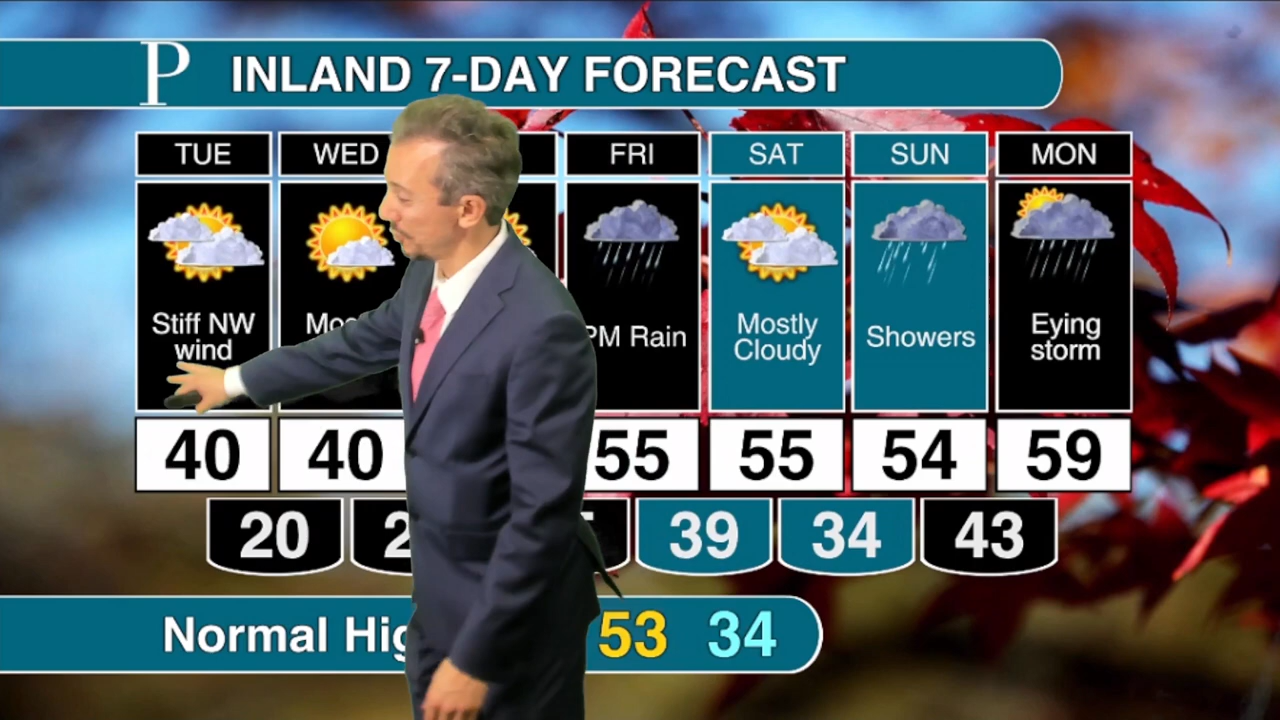 P INLAND 7-DAY FORECAST
TUE WED FRI SAT SUN MON
Stiff NW
wind
PM Rain
Mostly
Cloudy
Showers
Eying
storm
40 40 55 55 54 59
20 39 34 43
Normal 53 34